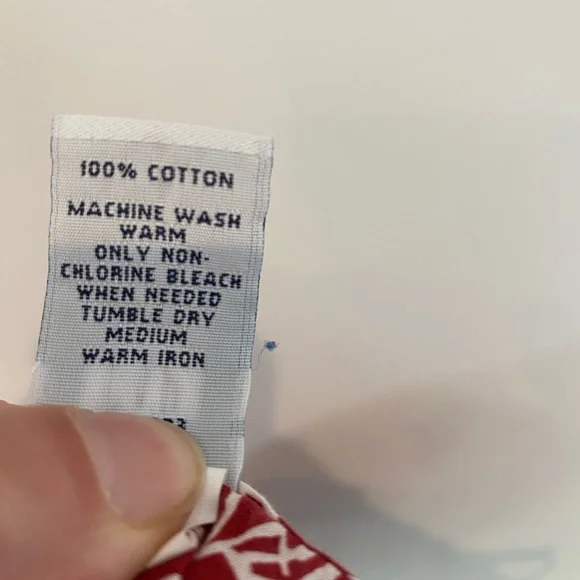 100% COTTON
MACHINE WASH
WARM
ONLY NON-
CHLORINE BLEACH
WHEN NEEDED
TUMBLE DRY
MEDIUM
WARM IRON